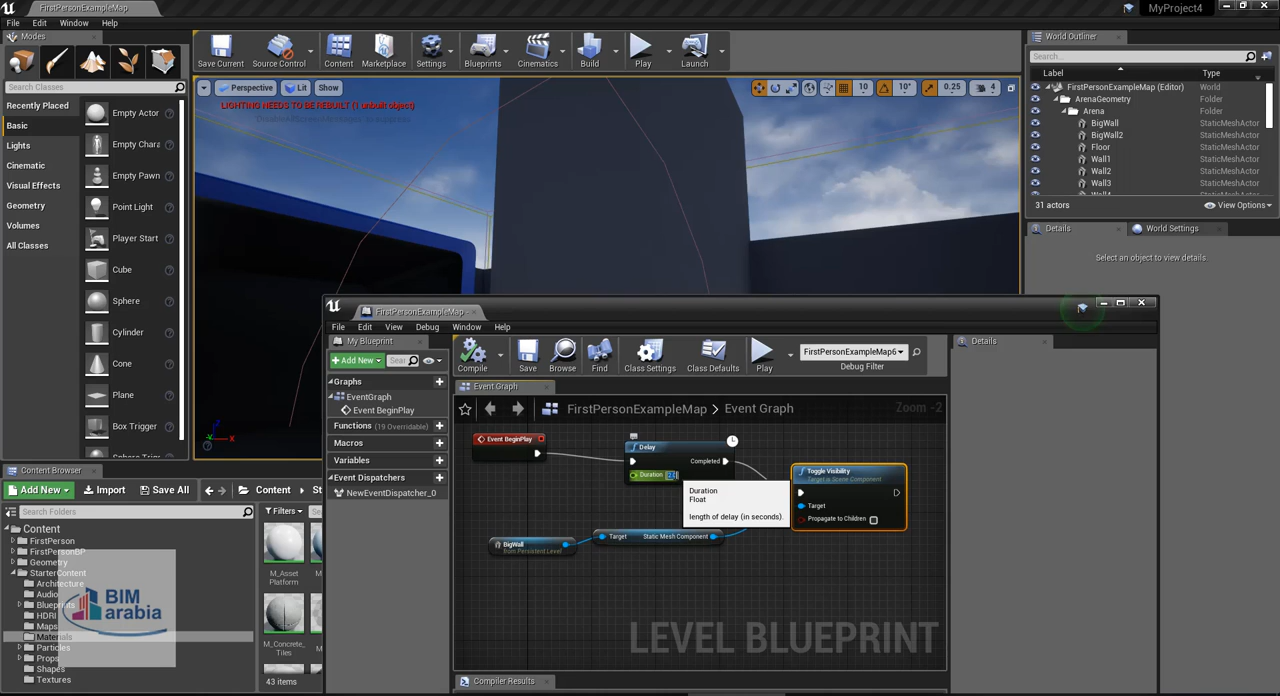 FirstPersonExampleMap
MyProject4
File Edit Window Help
Modes
Search Classes
Recently Placed
Basic
Lights
Cinematic
Visual Effects
Geometry
Volumes
All Classes
Empty Actor
Empty Chara
Empty Pawn
Point Light
Player Start
Cube
Sphere
Cylinder
Cone
Plane
Box Trigger
Save Current
Source Control
Content
Marketplace
Settings
Blueprints
Cinematics
Build
Play
Launch
Perspective
Lit
Show
10
10°
0.25
4
LIGHTING NEEDS TO BE REBUILT (1 unbuilt object)
'DisableAllScreenMessages' to suppress
X
World Outliner
Search...
Label Type
FirstPersonExampleMap (Editor) World
ArenaGeometry Folder
Arena Folder
BigWall StaticMeshActor
BigWall2 StaticMeshActor
Floor StaticMeshActor
Wall1 StaticMeshActor
Wall2 StaticMeshActor
Wall3 StaticMeshActor
31 actors
View Options
Details
World Settings
Select an object to view details.
FirstPersonExampleMap
File Edit View Debug Window Help
My Blueprint
Add New
Sear
Graphs
EventGraph
Event BeginPlay
Functions (19 Overridable)
Macros
Variables
Event Dispatchers
NewEventDispatcher_0
Compile
Save
Browse
Find
Class Settings
Class Defaults
Play
FirstPersonExampleMap6
Debug Filter
Details
Event Graph
FirstPersonExampleMap > Event Graph
Zoom -2
Event BeginPlay
Delay
Completed
Duration
Duration
Float
length of delay (in seconds).
Toggle Visibility
Target is Scene Component
Target
Propagate to Children
BigWall
from Persistent Level
Target Static Mesh Component
LEVEL BLUEPRINT
Compiler Results
Content Browser
Add New
Import
Save All
Content
Search Folders
Filters
Content
FirstPerson
FirstPersonBP
Geometry
StarterContent
Architecture
Audio
Blueprints
HDRI
Maps
Materials
Particles
Props
Shapes
Textures
M_Asset
Platform
M_Concrete_
Tiles
43 items
BIM
arabia